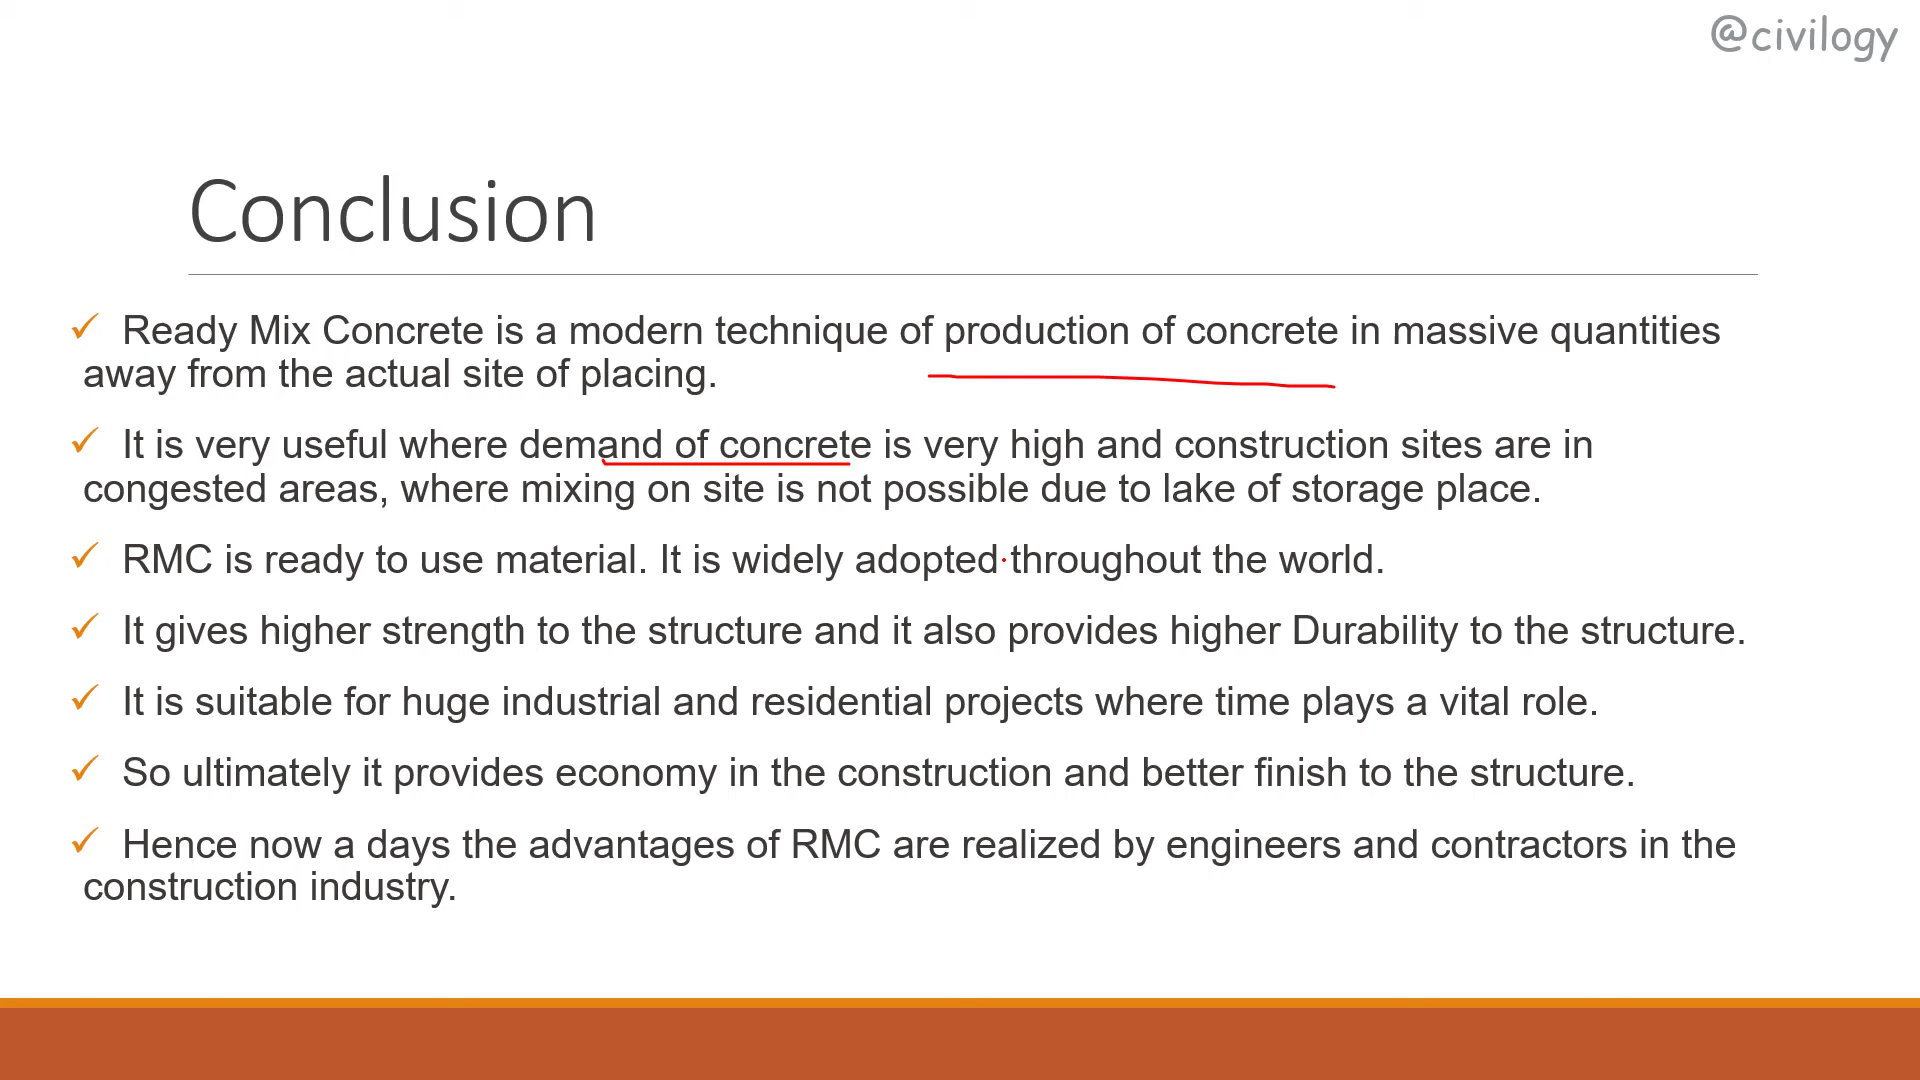 @civilogy
Conclusion
✓ Ready Mix Concrete is a modern technique of production of concrete in massive quantities
away from the actual site of placing.
✓ It is very useful where demand of concrete is very high and construction sites are in
congested areas, where mixing on site is not possible due to lake of storage place.
✓ RMC is ready to use material. It is widely adopted throughout the world.
✓ It gives higher strength to the structure and it also provides higher Durability to the structure.
✓ It is suitable for huge industrial and residential projects where time plays a vital role.
✓ So ultimately it provides economy in the construction and better finish to the structure.
✓ Hence now a days the advantages of RMC are realized by engineers and contractors in the
construction industry.